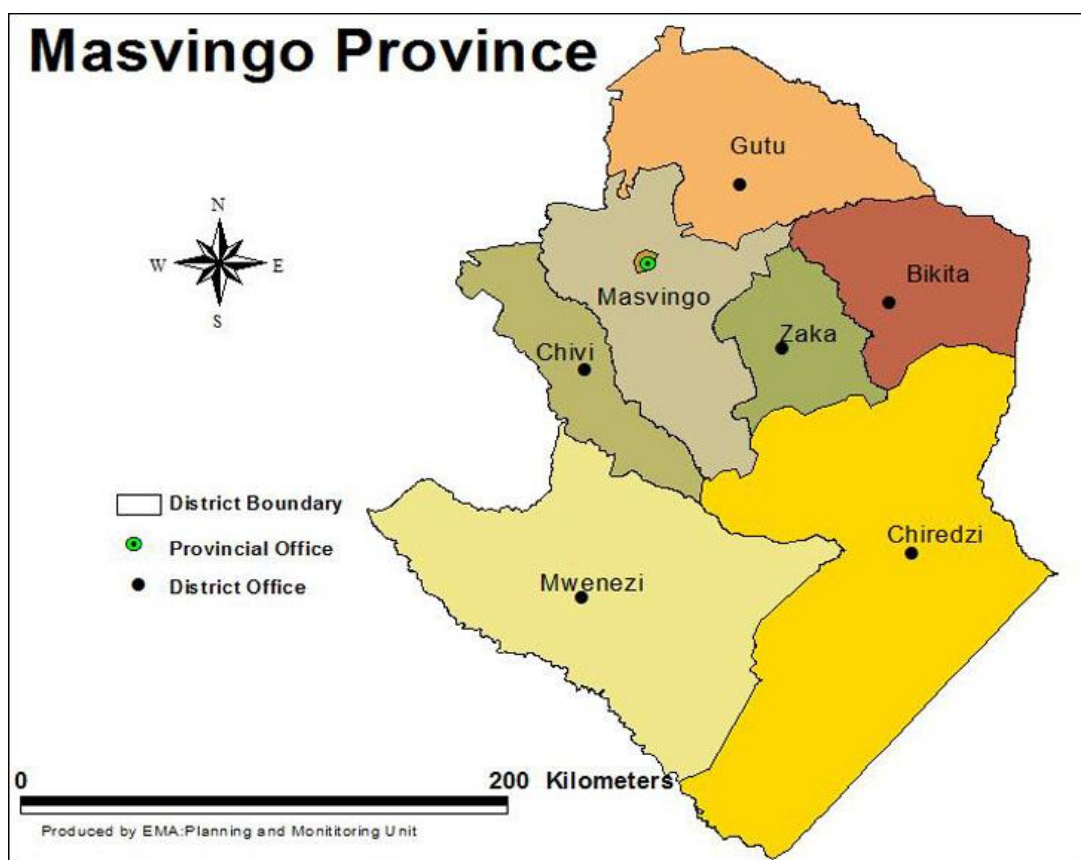 Masvingo Province
Gutu
N
W E
S
Bikita
Masvingo
Zaka
Chivi
District Boundary
Provincial Office
District Office
Chiredzi
Mwenezi
0 200 Kilometers
Produced by EMA:Planning and Monititoring Unit